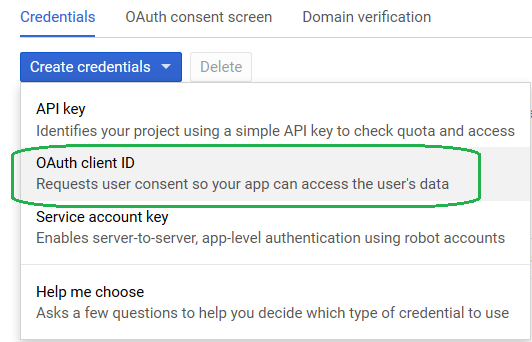 Credentials OAuth consent screen Domain verification
Create credentials Delete
API key
Identifies your project using a simple API key to check quota and access
OAuth client ID
Requests user consent so your app can access the user's data
Service account key
Enables server-to-server, app-level authentication using robot accounts
Help me choose
Asks a few questions to help you decide which type of credential to use